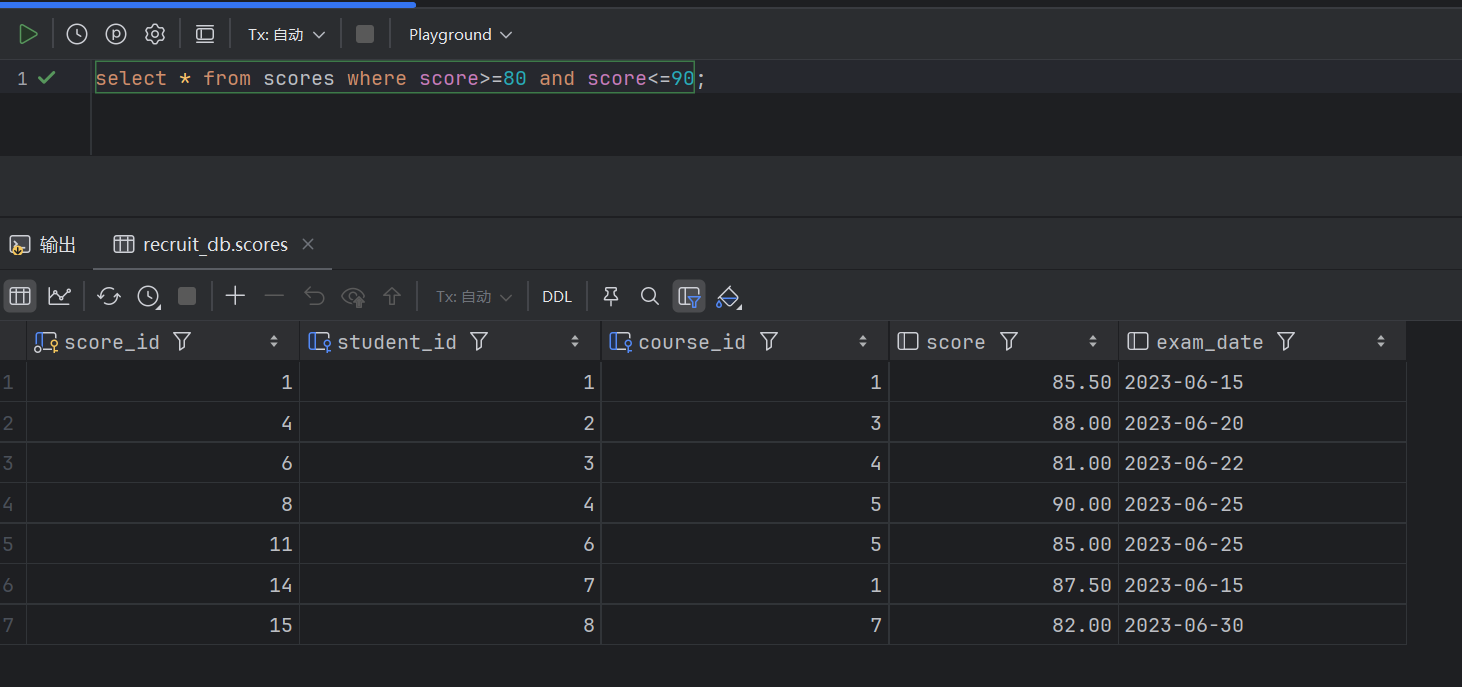 Tx: 自动 Playground
1 select * from scores where score>=80 and score<=90;
输出 recruit_db.scores
Tx: 自动 DDL
score_id student_id course_id score exam_date
1 1 1 1 85.50 2023-06-15
2 4 2 3 88.00 2023-06-20
3 6 3 4 81.00 2023-06-22
4 8 4 5 90.00 2023-06-25
5 11 6 5 85.00 2023-06-25
6 14 7 1 87.50 2023-06-15
7 15 8 7 82.00 2023-06-30